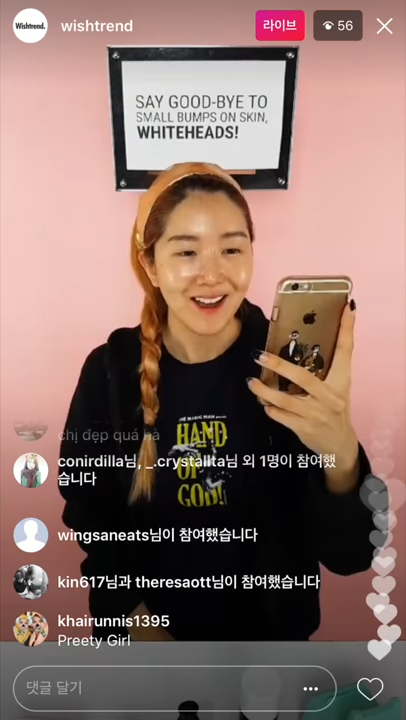 Wishtrend.
wishtrend
라이브
56
SAY GOOD-BYE TO
SMALL BUMPS ON SKIN,
WHITEHEADS!
HAND
OF
GOD!
chị đẹp quá hà
conirdilla님, _.crystallta님 외 1명이 참여했
습니다
wingsaneats님이 참여했습니다
kin617님과 theresaott님이 참여했습니다
khairunnis1395
Preety Girl
댓글 달기